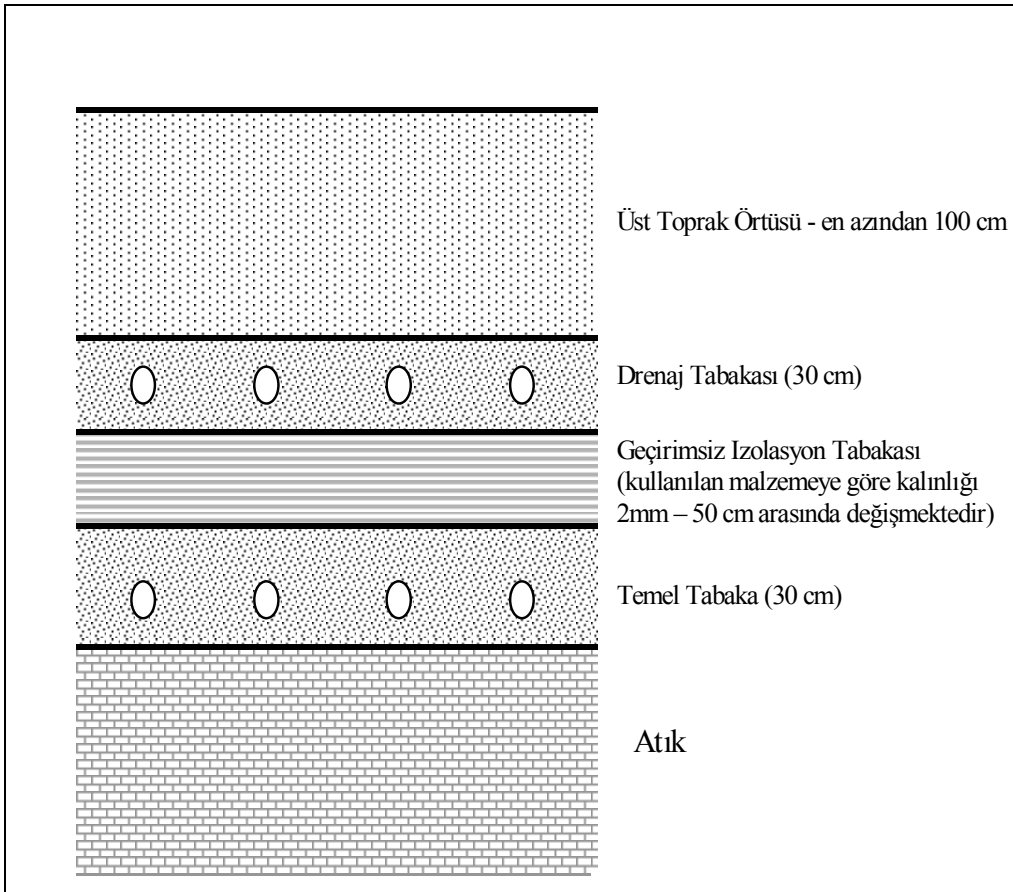 Üst Toprak Örtüsü - en azından 100 cm
Drenaj Tabakası (30 cm)
Geçirimsiz Izolasyon Tabakası
(kullanılan malzemeye göre kalınlığı
2mm – 50 cm arasında değişmektedir)
Temel Tabaka (30 cm)
Atık